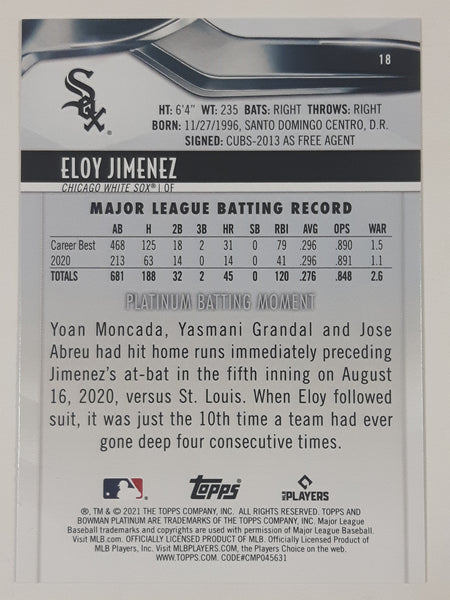 18
Sox
HT: 6'4" WT: 235 BATS: RIGHT THROWS: RIGHT
BORN: 11/27/1996, SANTO DOMINGO CENTRO, D.R.
SIGNED: CUBS-2013 AS FREE AGENT
ELOY JIMENEZ
CHICAGO WHITE SOX® | OF
MAJOR LEAGUE BATTING RECORD
AB H 2B 3B HR SB RBI AVG OPS WAR
Career Best 468 125 18 2 31 0 79 .296 .890 1.5
2020 213 63 14 0 14 0 41 .296 .891 1.1
TOTALS 681 188 32 2 45 0 120 .276 .848 2.6
PLATINUM BATTING MOMENT
Yoan Moncada, Yasmani Grandal and Jose
Abreu had hit home runs immediately preceding
Jimenez's at-bat in the fifth inning on August
16, 2020, versus St. Louis. When Eloy followed
suit, it was just the 10th time a team had ever
gone deep four consecutive times.
Topps
MLB PLAYERS
®, TM & © 2021 THE TOPPS COMPANY, INC. ALL RIGHTS RESERVED. TOPPS AND
BOWMAN PLATINUM ARE TRADEMARKS OF THE TOPPS COMPANY, INC. Major League
Baseball trademarks and copyrights are used with permission of Major League Baseball.
Visit MLB.com. OFFICIALLY LICENSED PRODUCT OF MLB. Officially Licensed Product of
MLB Players, Inc. Visit MLBPLAYERS.com, the Players Choice on the web.
WWW.TOPPS.COM. CODE#CMP045631